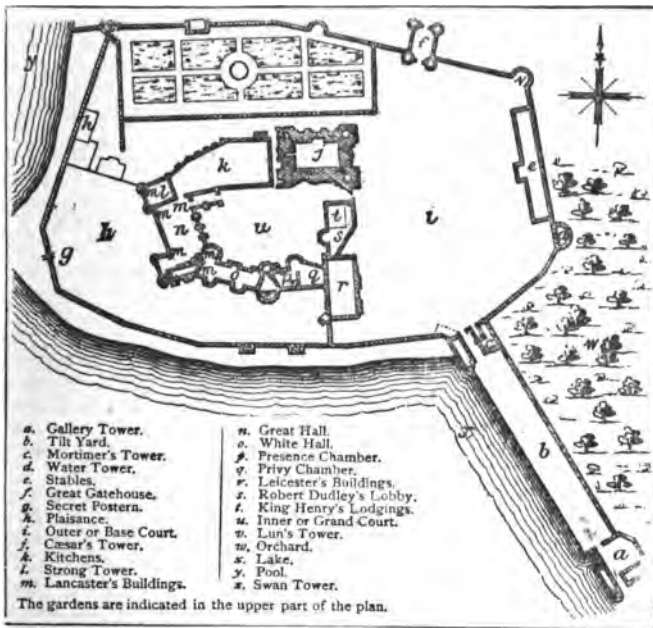 a. Gallery Tower.
b. Tilt Yard.
c. Mortimer's Tower.
d. Water Tower.
e. Stables.
f. Great Gatehouse.
g. Secret Postern.
h. Plaisance.
i. Outer or Base Court.
j. Cæsar's Tower.
k. Kitchens.
l. Strong Tower.
m. Lancaster's Buildings.
n. Great Hall.
o. White Hall.
p. Presence Chamber.
q. Privy Chamber.
r. Leicester's Buildings.
s. Robert Dudley's Lobby.
t. King Henry's Lodgings.
u. Inner or Grand Court.
v. Lun's Tower.
w. Orchard.
x. Lake.
y. Pool.
z. Swan Tower.
The gardens are indicated in the upper part of the plan.
y
f
v
h
e
k
J
m l
m
m
n
u
t
i
s
h
g
m
m
m
o
q
r
w
b
a